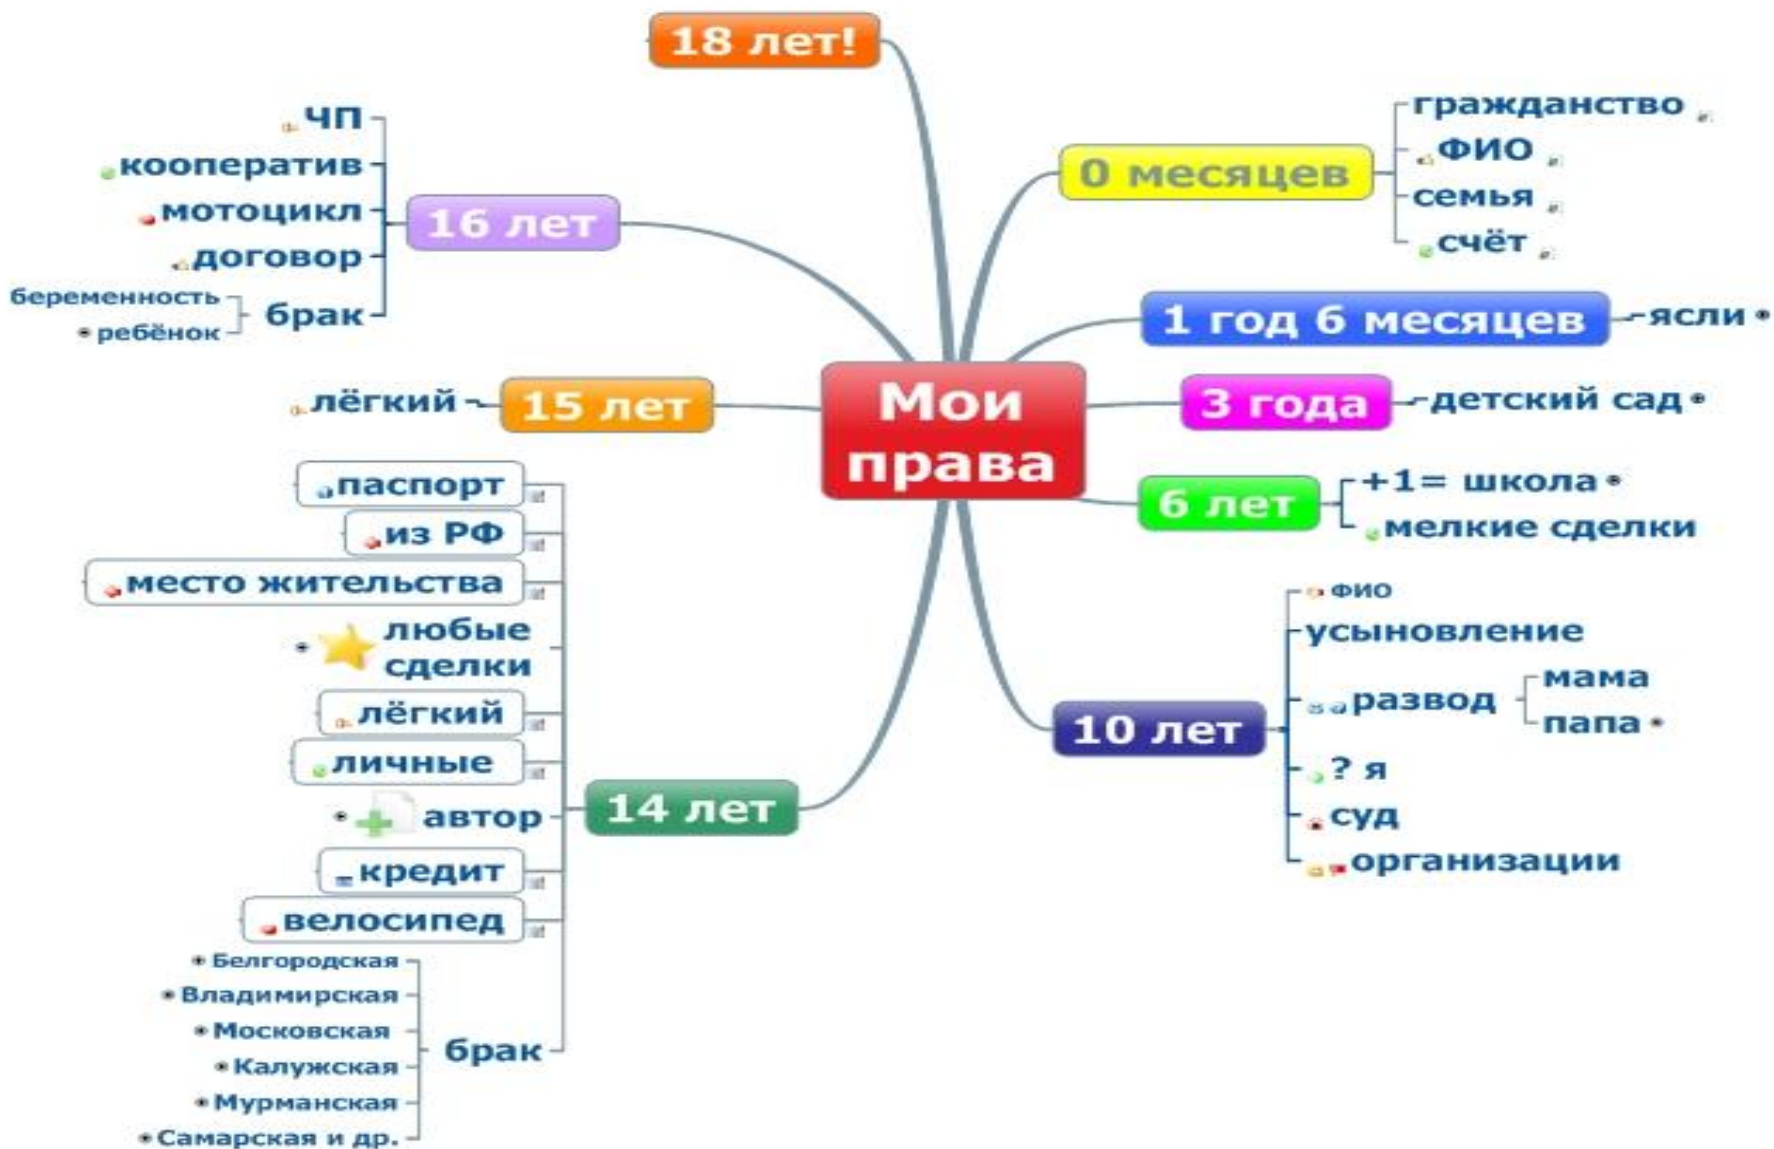 Мои
права
0 месяцев
гражданство
ФИО
семья
счёт
1 год 6 месяцев
ясли
3 года
детский сад
6 лет
+1= школа
мелкие сделки
10 лет
ФИО
усыновление
развод
мама
папа
? я
суд
организации
14 лет
паспорт
из РФ
место жительства
любые
сделки
лёгкий
личные
автор
кредит
велосипед
брак
Белгородская
Владимирская
Московская
Калужская
Мурманская
Самарская и др.
15 лет
лёгкий
16 лет
ЧП
кооператив
мотоцикл
договор
брак
беременность
ребёнок
18 лет!